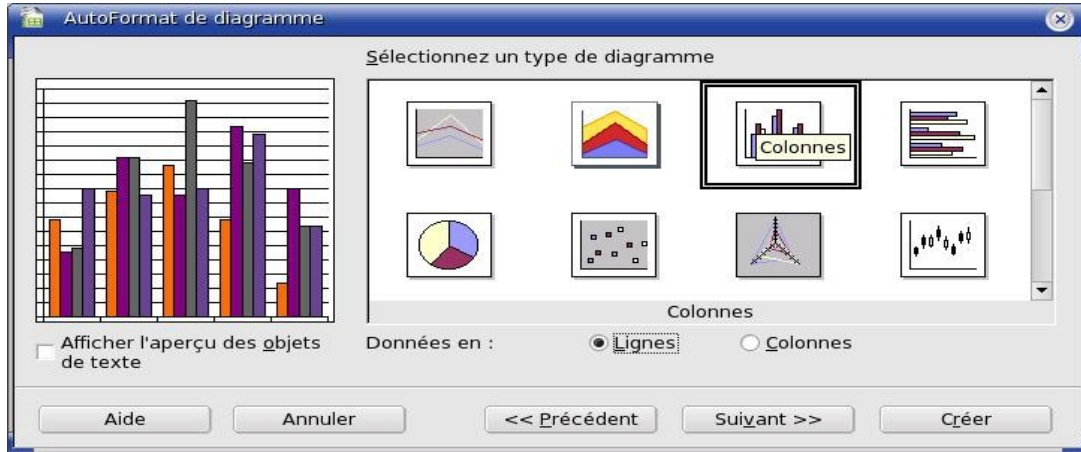 AutoFormat de diagramme
Sélectionnez un type de diagramme
Colonnes
Colonnes
Afficher l'aperçu des objets
de texte
Données en :
Lignes
Colonnes
Aide
Annuler
<< Précédent
Suivant >>
Créer